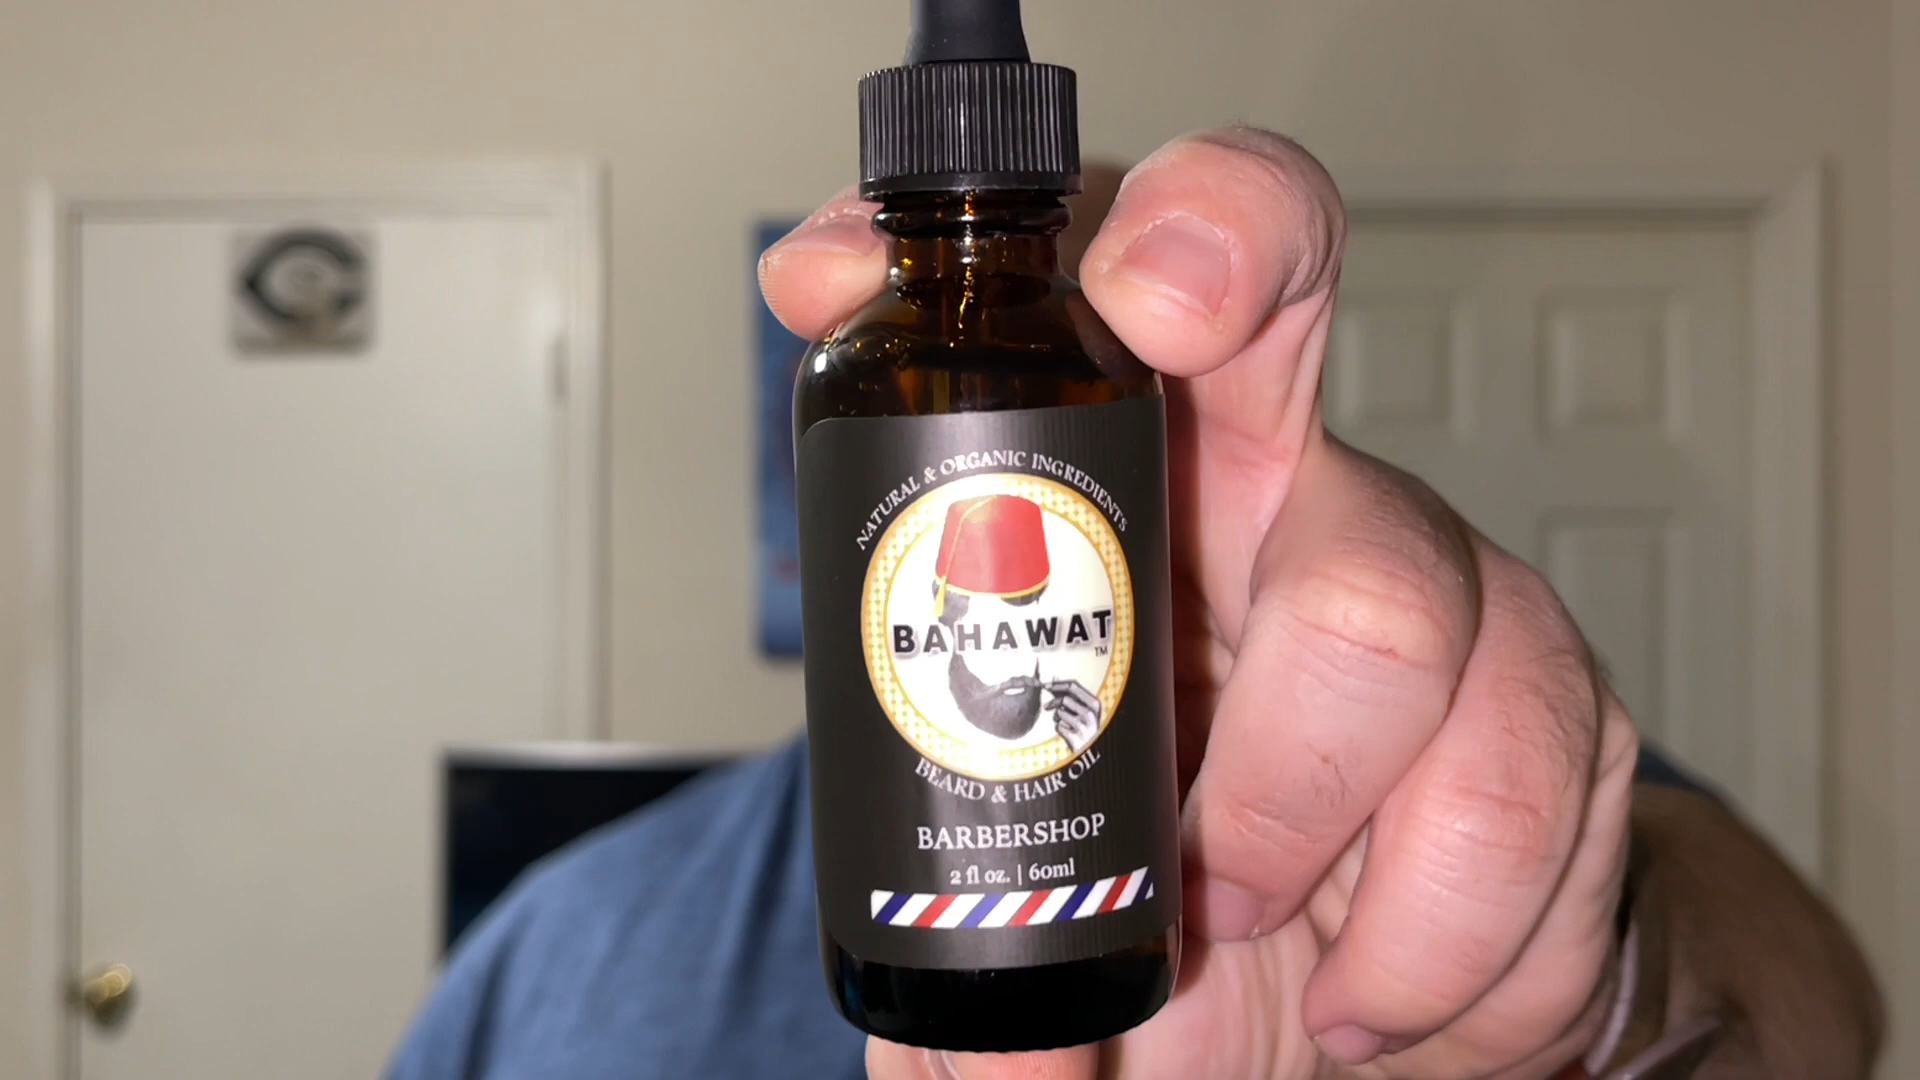 NATURAL & ORGANIC INGREDIENTS
BAHAWAT
TM
BEARD & HAIR OIL
BARBERSHOP
2 fl oz. | 60ml